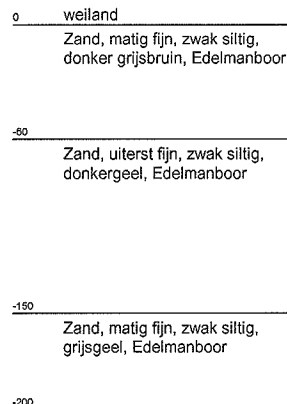 0 weiland
Zand, matig fijn, zwak siltig,
donker grijsbruin, Edelmanboor
-60
Zand, uiterst fijn, zwak siltig,
donkergeel, Edelmanboor
-150
Zand, matig fijn, zwak siltig,
grijsgeel, Edelmanboor
-200